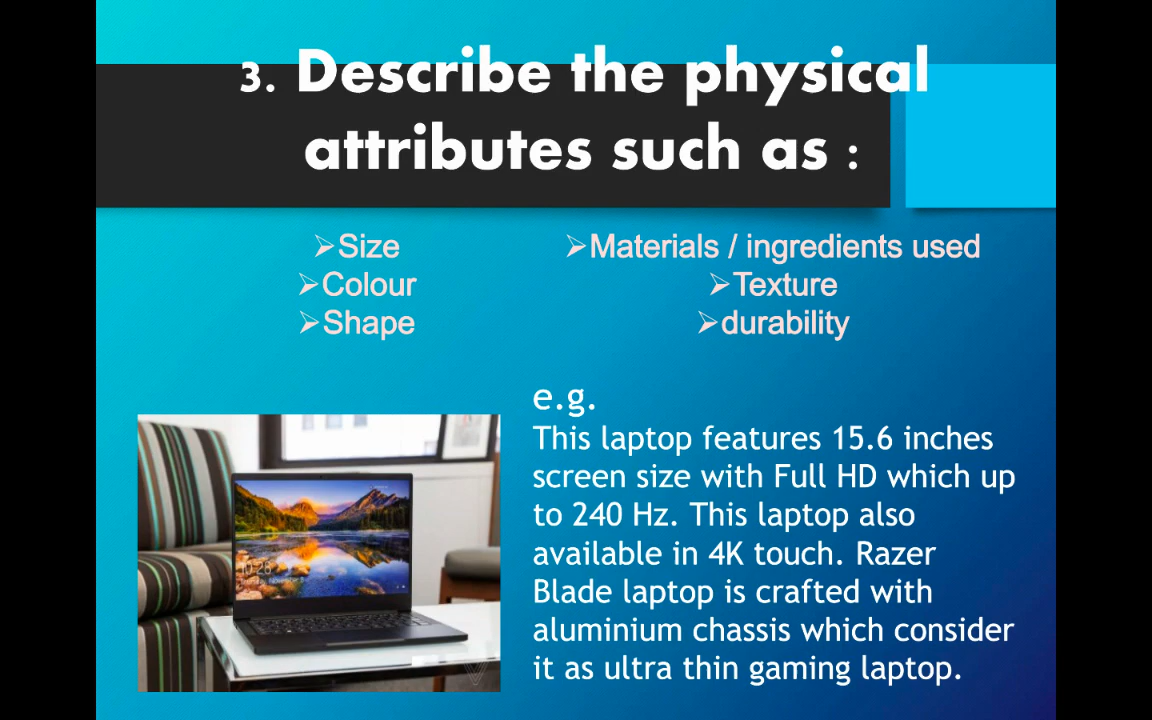 3. Describe the physical
attributes such as :
➢Size
➢Colour
➢Shape
➢Materials / ingredients used
➢Texture
➢durability
e.g.
This laptop features 15.6 inches
screen size with Full HD which up
to 240 Hz. This laptop also
available in 4K touch. Razer
Blade laptop is crafted with
aluminium chassis which consider
it as ultra thin gaming laptop.
10:28